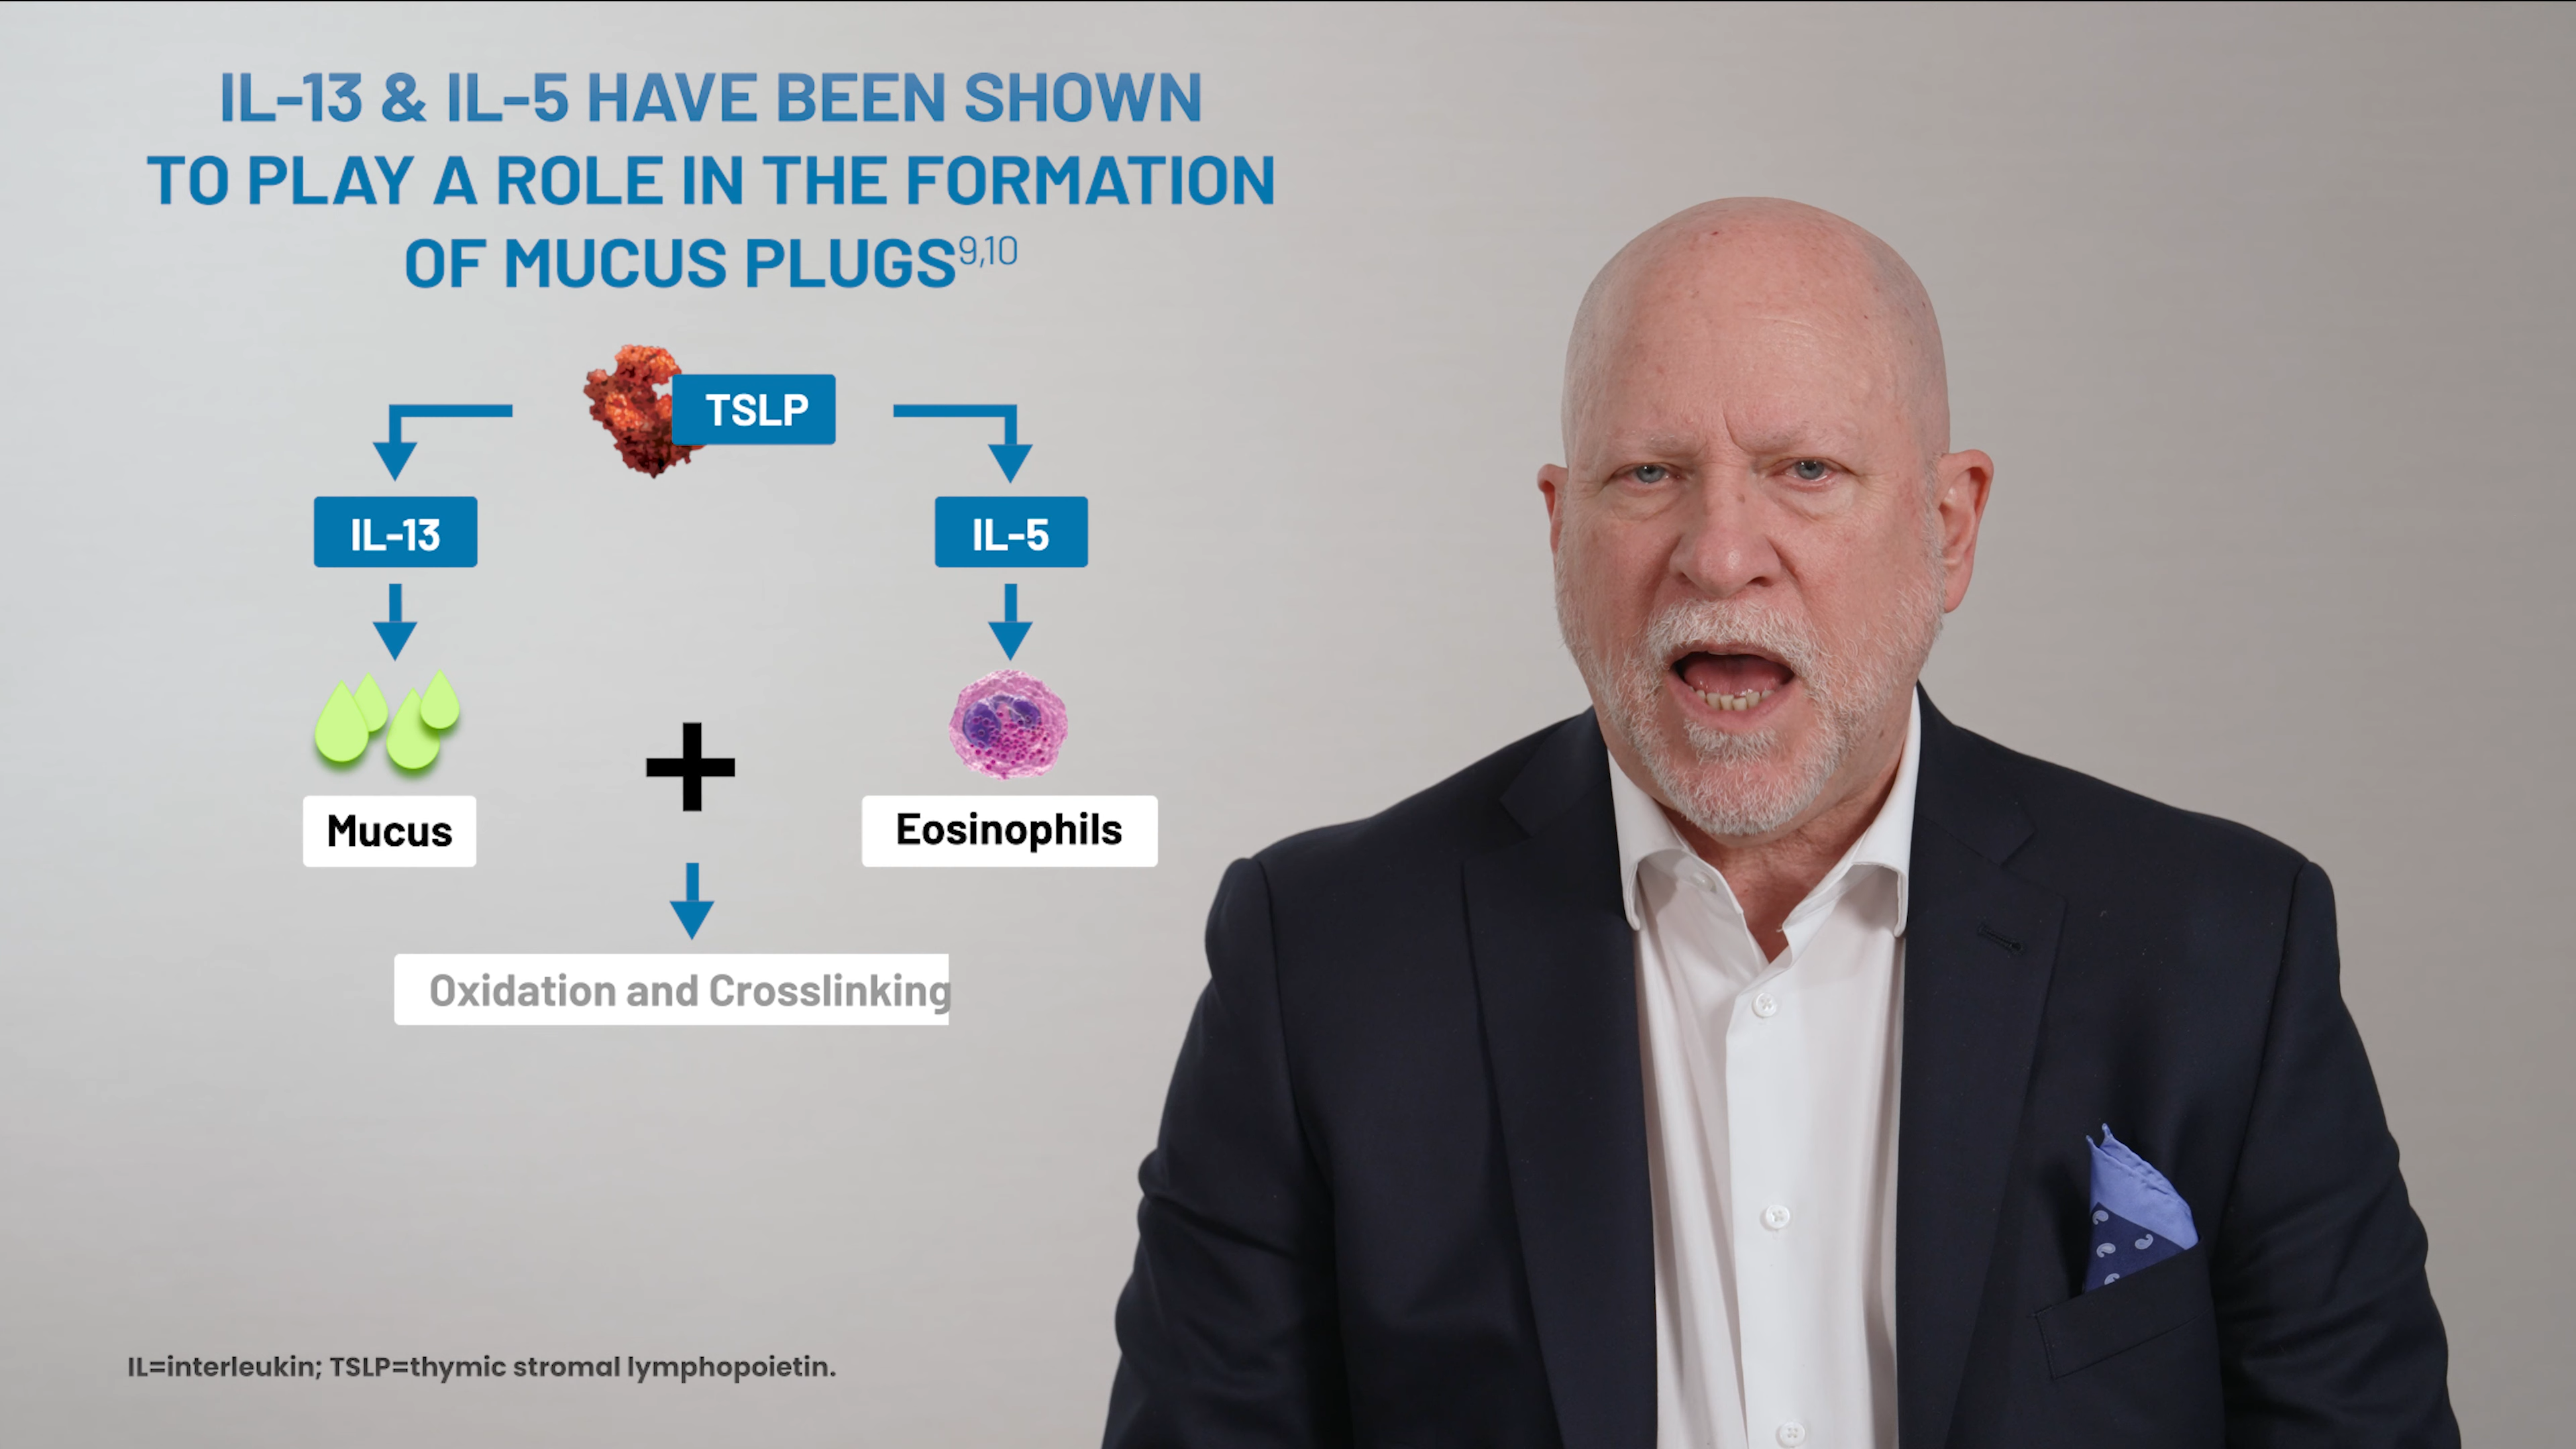 IL-13 & IL-5 HAVE BEEN SHOWN
TO PLAY A ROLE IN THE FORMATION
OF MUCUS PLUGS9,10
TSLP
IL-13
IL-5
Mucus
Eosinophils
Oxidation and Crosslinking
IL=interleukin; TSLP=thymic stromal lymphopoietin.